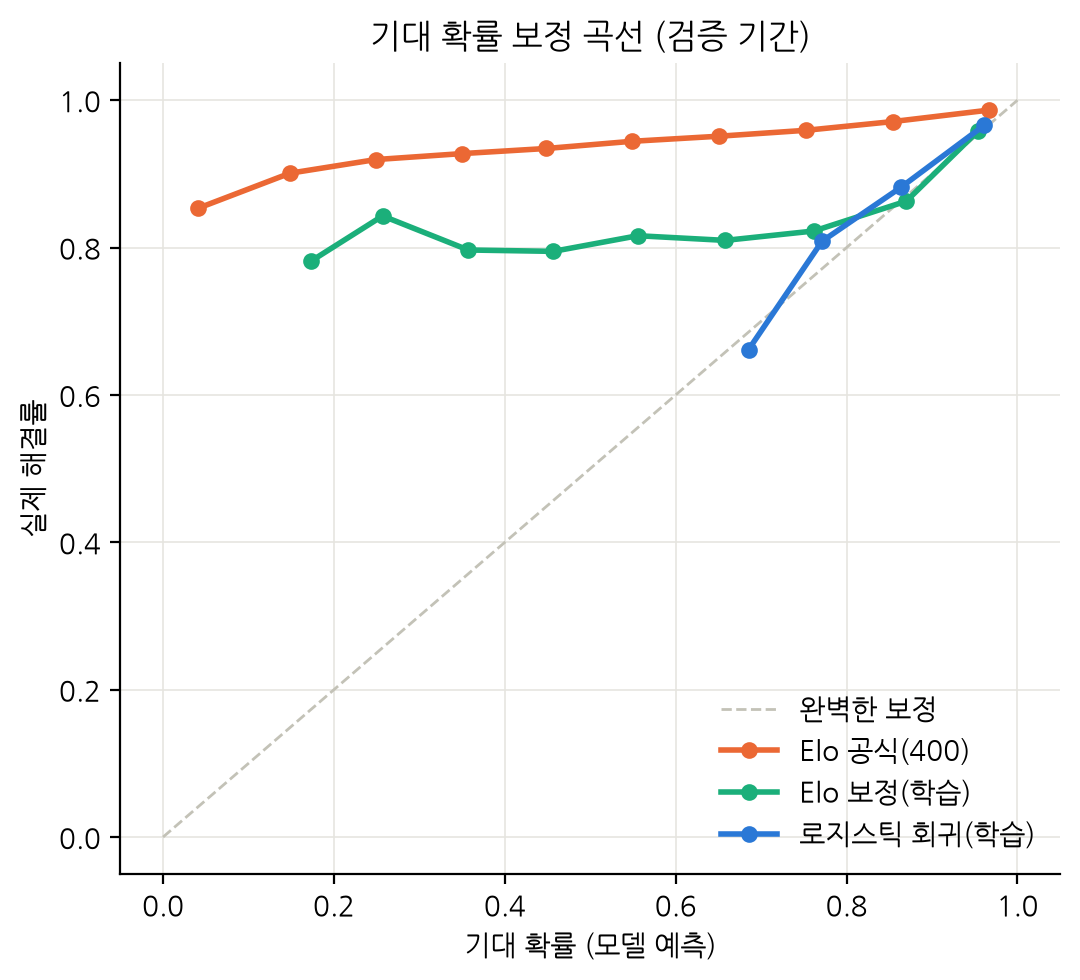 기대 확률 보정 곡선 (검증 기간)
1.0
0.8
0.6
0.4
0.2
0.0
실제 해결률
완벽한 보정
Elo 공식(400)
Elo 보정(학습)
로지스틱 회귀(학습)
0.0 0.2 0.4 0.6 0.8 1.0
기대 확률 (모델 예측)